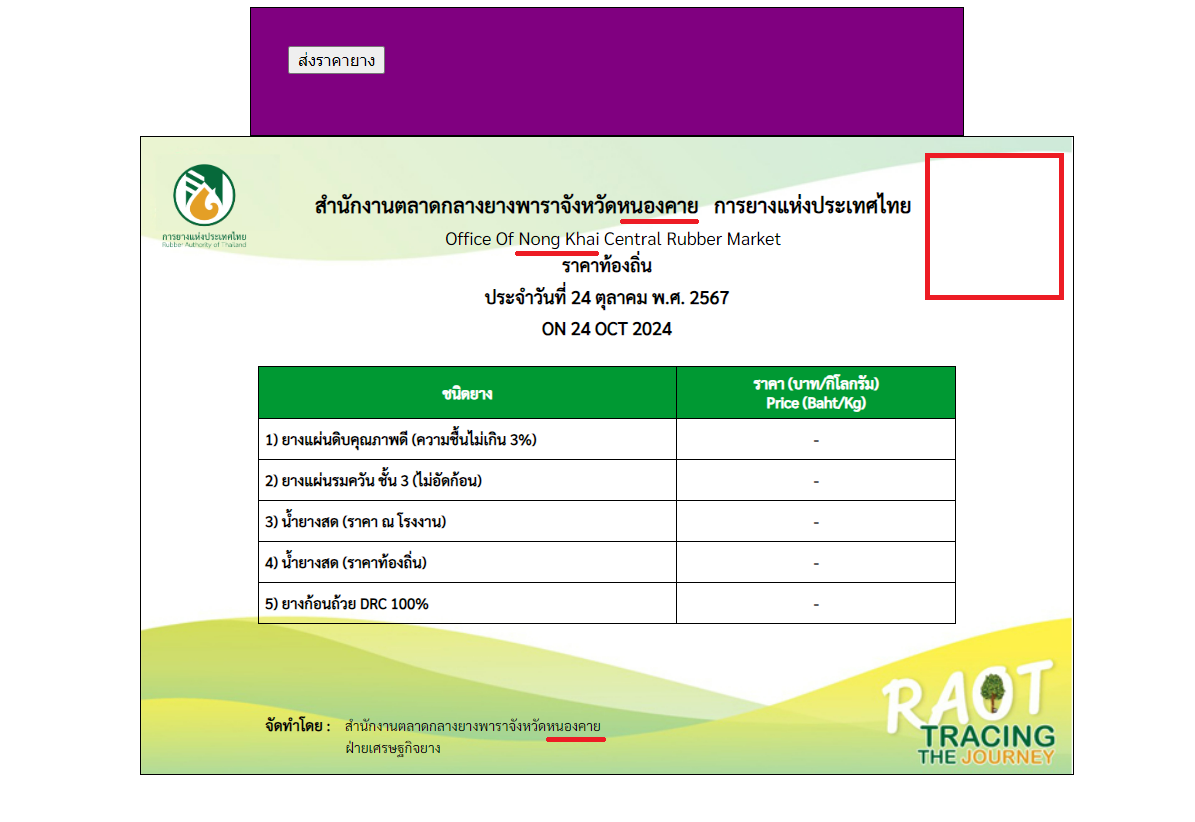 ส่งราคายาง
การยางแห่งประเทศไทย
Rubber Authority of Thailand
สำนักงานตลาดกลางยางพาราจังหวัดหนองคาย การยางแห่งประเทศไทย
Office Of Nong Khai Central Rubber Market
ราคาท้องถิ่น
ประจำวันที่ 24 ตุลาคม พ.ศ. 2567
ON 24 OCT 2024
ชนิดยาง
ราคา (บาท/กิโลกรัม)
Price (Baht/Kg)
1) ยางแผ่นดิบคุณภาพดี (ความชื้นไม่เกิน 3%) -
2) ยางแผ่นรมควัน ชั้น 3 (ไม่อัดก้อน) -
3) น้ำยางสด (ราคา ณ โรงงาน) -
4) น้ำยางสด (ราคาท้องถิ่น) -
5) ยางก้อนถ้วย DRC 100% -
จัดทำโดย : สำนักงานตลาดกลางยางพาราจังหวัดหนองคาย
ฝ่ายเศรษฐกิจยาง
RAOT
TRACING
THE JOURNEY